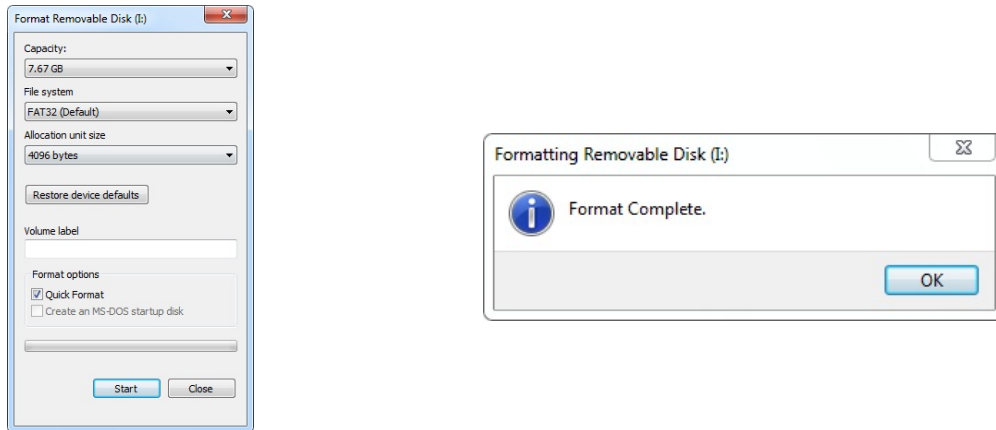 Format Removable Disk (I:)
Capacity:
7.67 GB
File system
FAT32 (Default)
Allocation unit size
4096 bytes
Restore device defaults
Volume label
Format options
Quick Format
Create an MS-DOS startup disk
Start
Close
Formatting Removable Disk (I:)
Format Complete.
OK